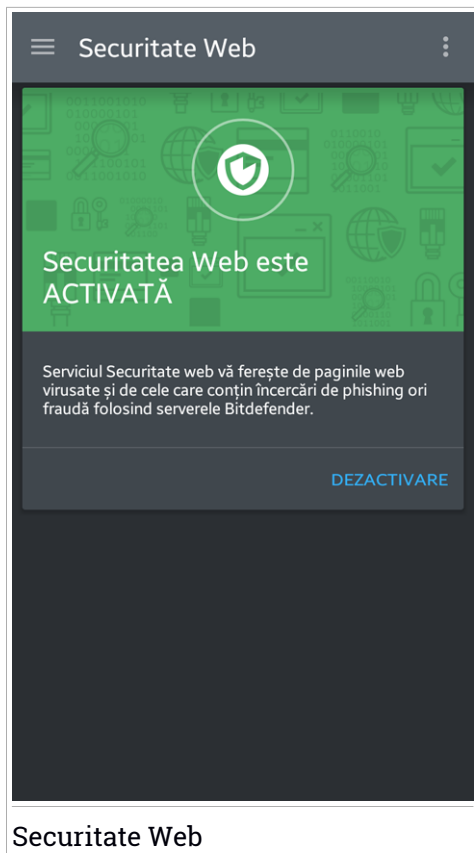 Securitate Web
Securitatea Web este
ACTIVATĂ
Serviciul Securitate web vă ferește de paginile web
virusate și de cele care conțin încercări de phishing ori
fraudă folosind serverele Bitdefender.
DEZACTIVARE
Securitate Web